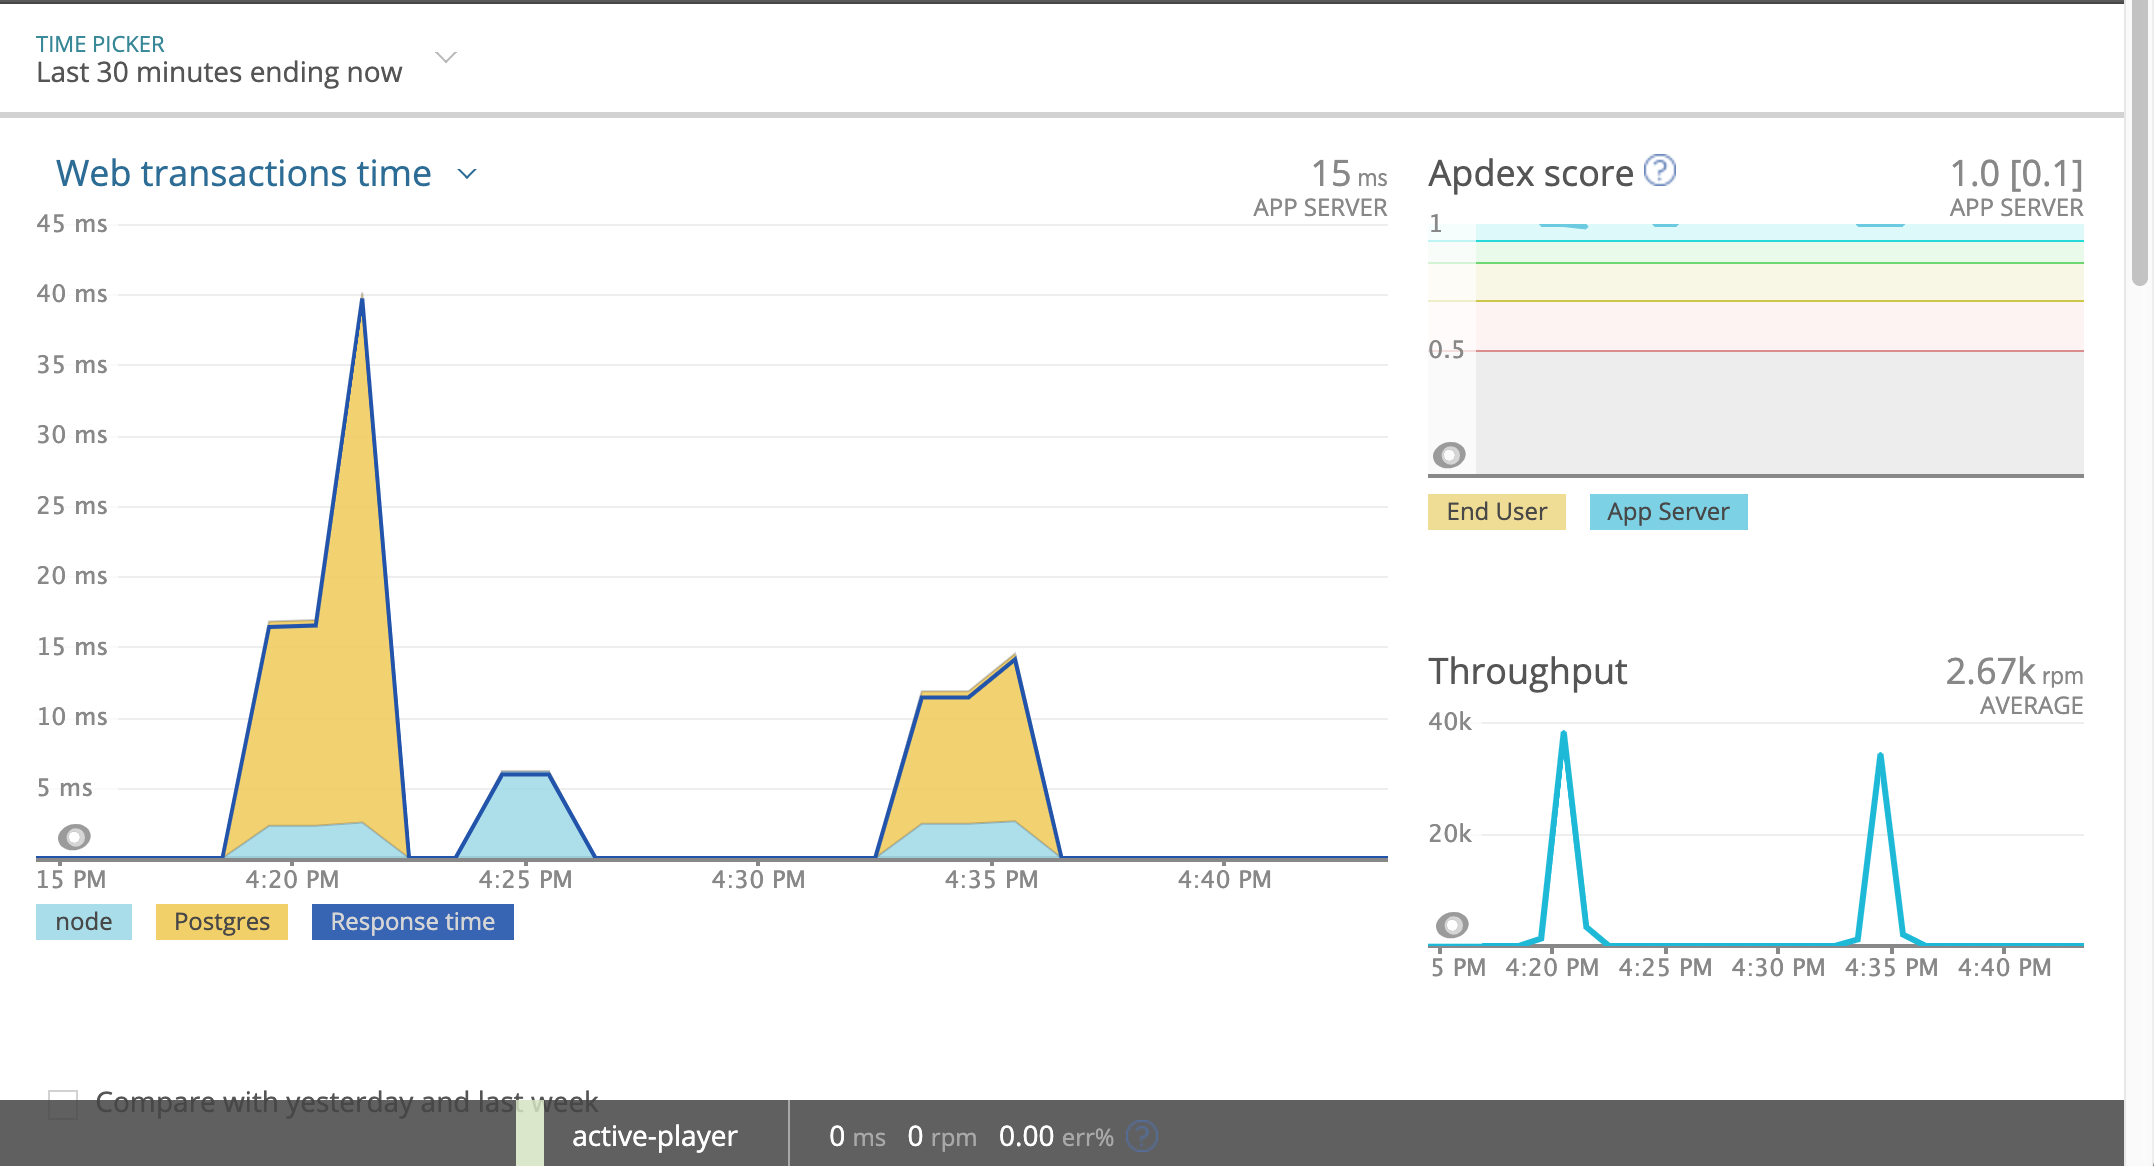 TIME PICKER
Last 30 minutes ending now
Web transactions time
15 ms
APP SERVER
45 ms
40 ms
35 ms
30 ms
25 ms
20 ms
15 ms
10 ms
5 ms
15 PM 4:20 PM 4:25 PM 4:30 PM 4:35 PM 4:40 PM
node Postgres Response time
Apdex score ?
1.0 [0.1]
APP SERVER
1
0.5
End User App Server
Throughput
2.67k rpm
AVERAGE
40k
20k
5 PM 4:20 PM 4:25 PM 4:30 PM 4:35 PM 4:40 PM
Compare with yesterday and last week
active-player 0 ms 0 rpm 0.00 err% ?